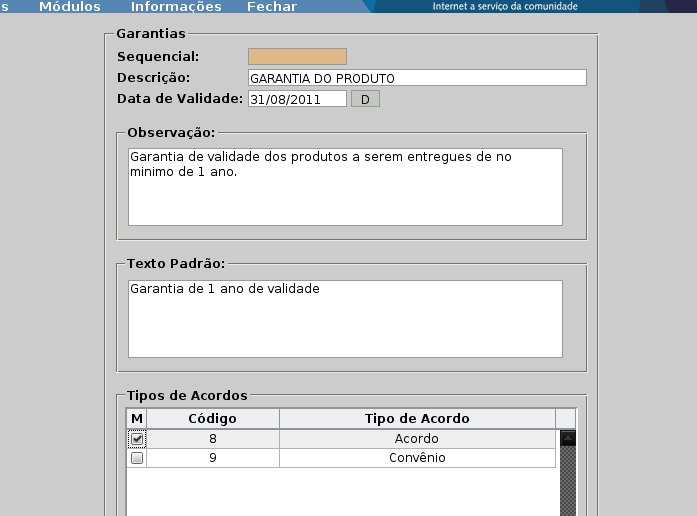 s Módulos Informações Fechar Internet a serviço da comunidade
Garantias
Sequencial:
Descrição: GARANTIA DO PRODUTO
Data de Validade: 31/08/2011 D
Observação:
Garantia de validade dos produtos a serem entregues de no
minimo de 1 ano.
Texto Padrão:
Garantia de 1 ano de validade
Tipos de Acordos
M Código Tipo de Acordo
8 Acordo
9 Convênio